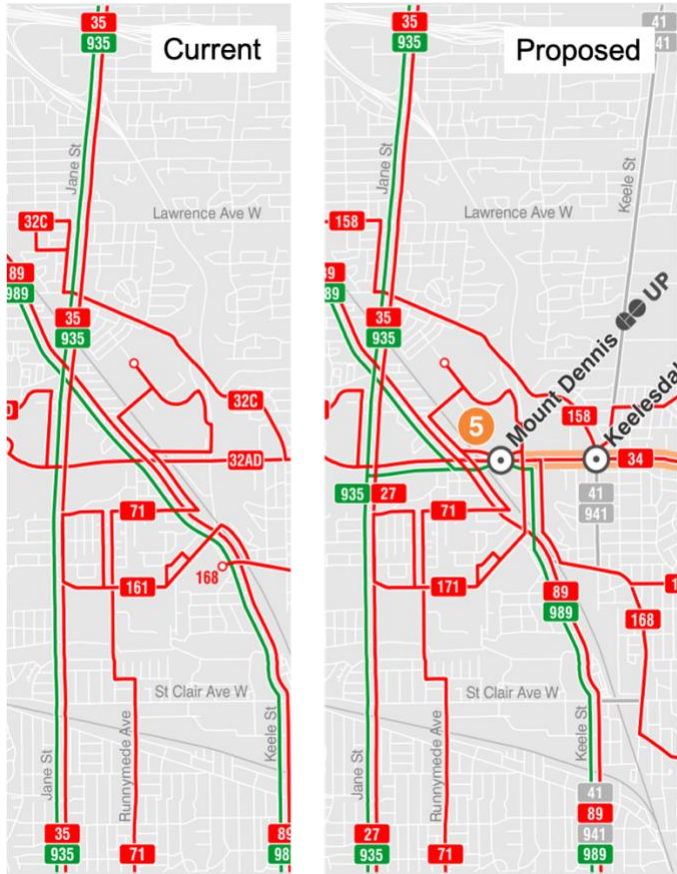 Current
35
935
Jane St
Lawrence Ave W
32C
89
989
35
935
32C
32AD
71
161
168
St Clair Ave W
Jane St
Runnymede Ave
Keele St
35
935
71
89
98
Proposed
35
935
41
41
Jane St
Keele St
Lawrence Ave W
158
89
89
35
935
UP
Mount Dennis
Keelesdal
5
158
34
935
27
41
941
71
171
89
989
168
1
St Clair Ave W
Jane St
Runnymede Ave
Keele St
41
89
941
989
27
935
71